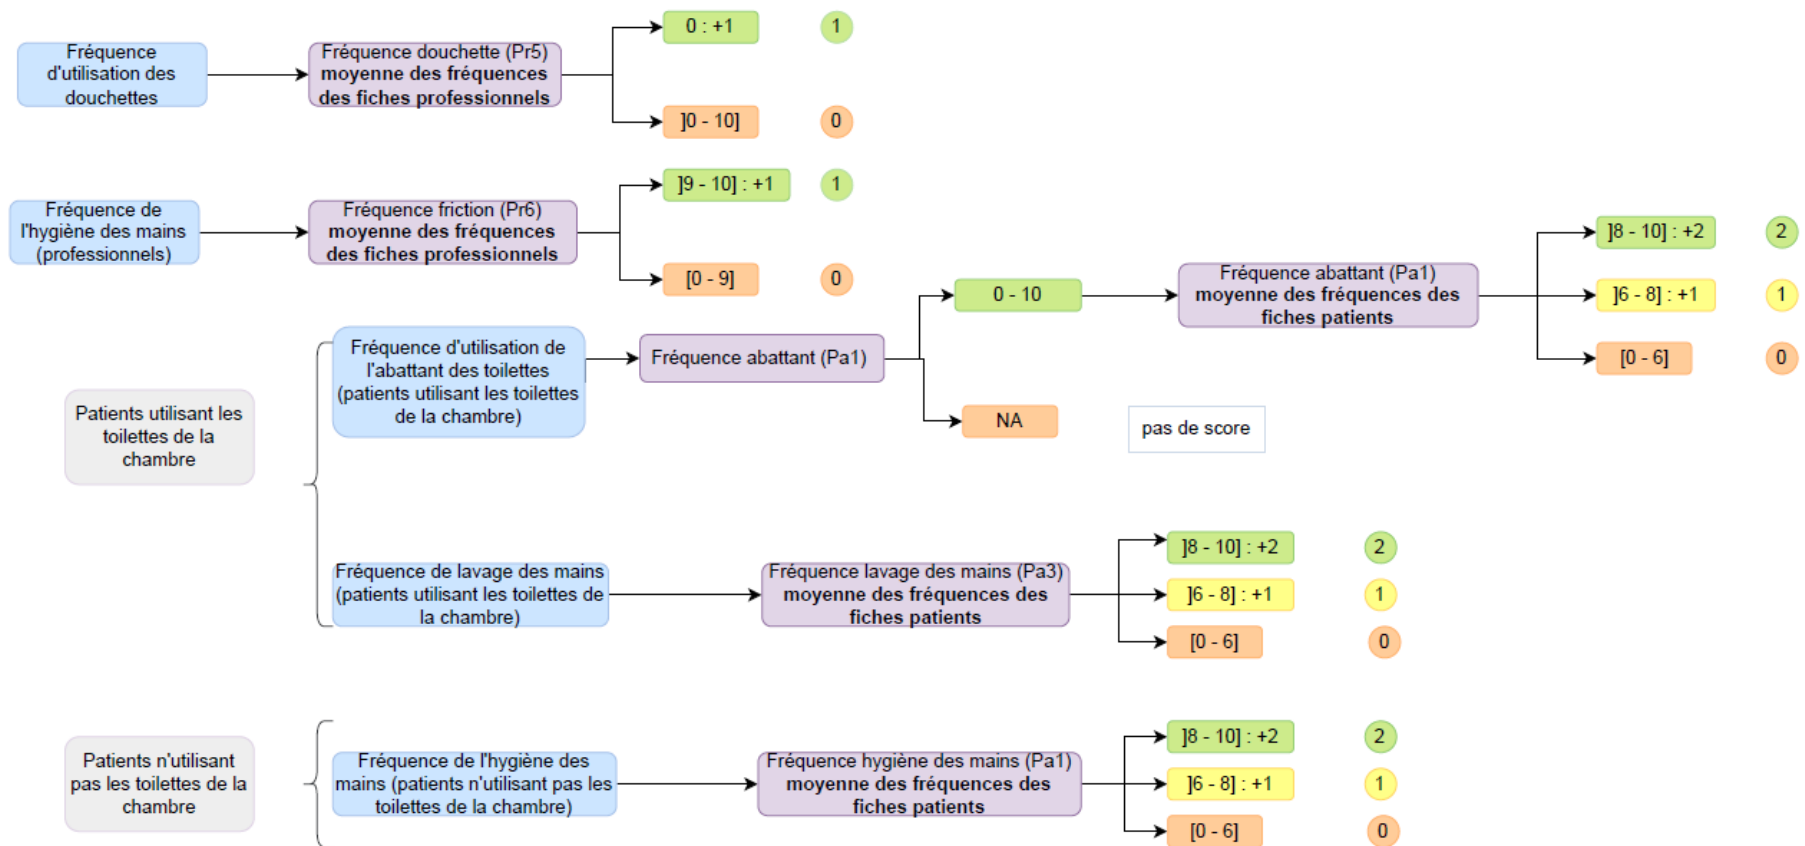 Fréquence
d'utilisation des
douchettes
Fréquence douchette (Pr5)
moyenne des fréquences
des fiches professionnels
0 : +1
1
]0 - 10]
0
Fréquence de
l'hygiène des mains
(professionnels)
Fréquence friction (Pr6)
moyenne des fréquences
des fiches professionnels
]9 - 10] : +1
1
[0 - 9]
0
Patients utilisant les
toilettes de la
chambre
Fréquence d'utilisation de
l'abattant des toilettes
(patients utilisant les toilettes
de la chambre)
Fréquence abattant (Pa1)
0 - 10
Fréquence abattant (Pa1)
moyenne des fréquences des
fiches patients
]8 - 10] : +2
2
]6 - 8] : +1
1
[0 - 6]
0
NA
pas de score
Fréquence de lavage des mains
(patients utilisant les toilettes de
la chambre)
Fréquence lavage des mains (Pa3)
moyenne des fréquences des
fiches patients
]8 - 10] : +2
2
]6 - 8] : +1
1
[0 - 6]
0
Patients n'utilisant
pas les toilettes de la
chambre
Fréquence de l'hygiène des
mains (patients n'utilisant pas les
toilettes de la chambre)
Fréquence hygiène des mains (Pa1)
moyenne des fréquences des
fiches patients
]8 - 10] : +2
2
]6 - 8] : +1
1
[0 - 6]
0